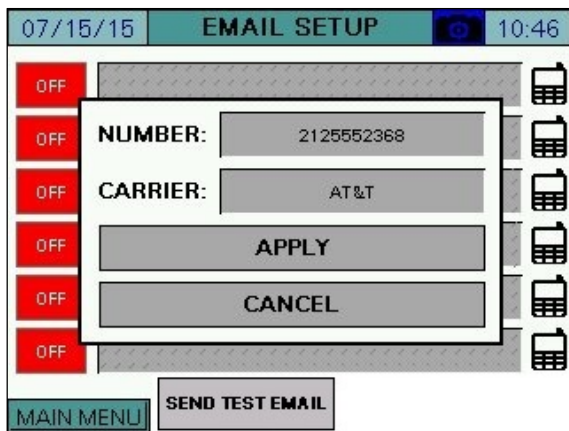 07/15/15 EMAIL SETUP 10:46
OFF
OFF NUMBER: 2125552368
OFF CARRIER: AT&T
OFF APPLY
OFF CANCEL
OFF
MAIN MENU SEND TEST EMAIL